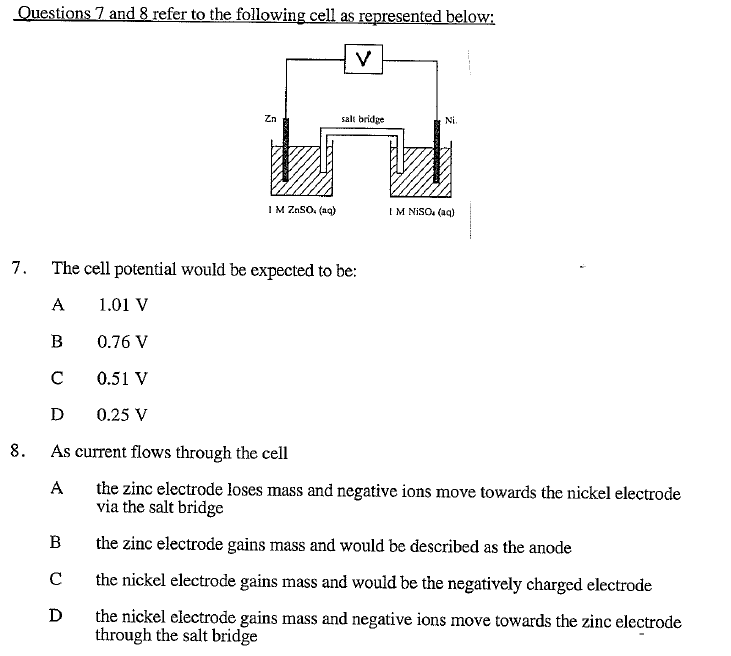 Questions 7 and 8 refer to the following cell as represented below:
V
Zn
salt bridge
Ni.
1 M ZnSO₄ (aq)
1 M NiSO₄ (aq)
7. The cell potential would be expected to be:
A 1.01 V
B 0.76 V
C 0.51 V
D 0.25 V
8. As current flows through the cell
A the zinc electrode loses mass and negative ions move towards the nickel electrode
via the salt bridge
B the zinc electrode gains mass and would be described as the anode
C the nickel electrode gains mass and would be the negatively charged electrode
D the nickel electrode gains mass and negative ions move towards the zinc electrode
through the salt bridge